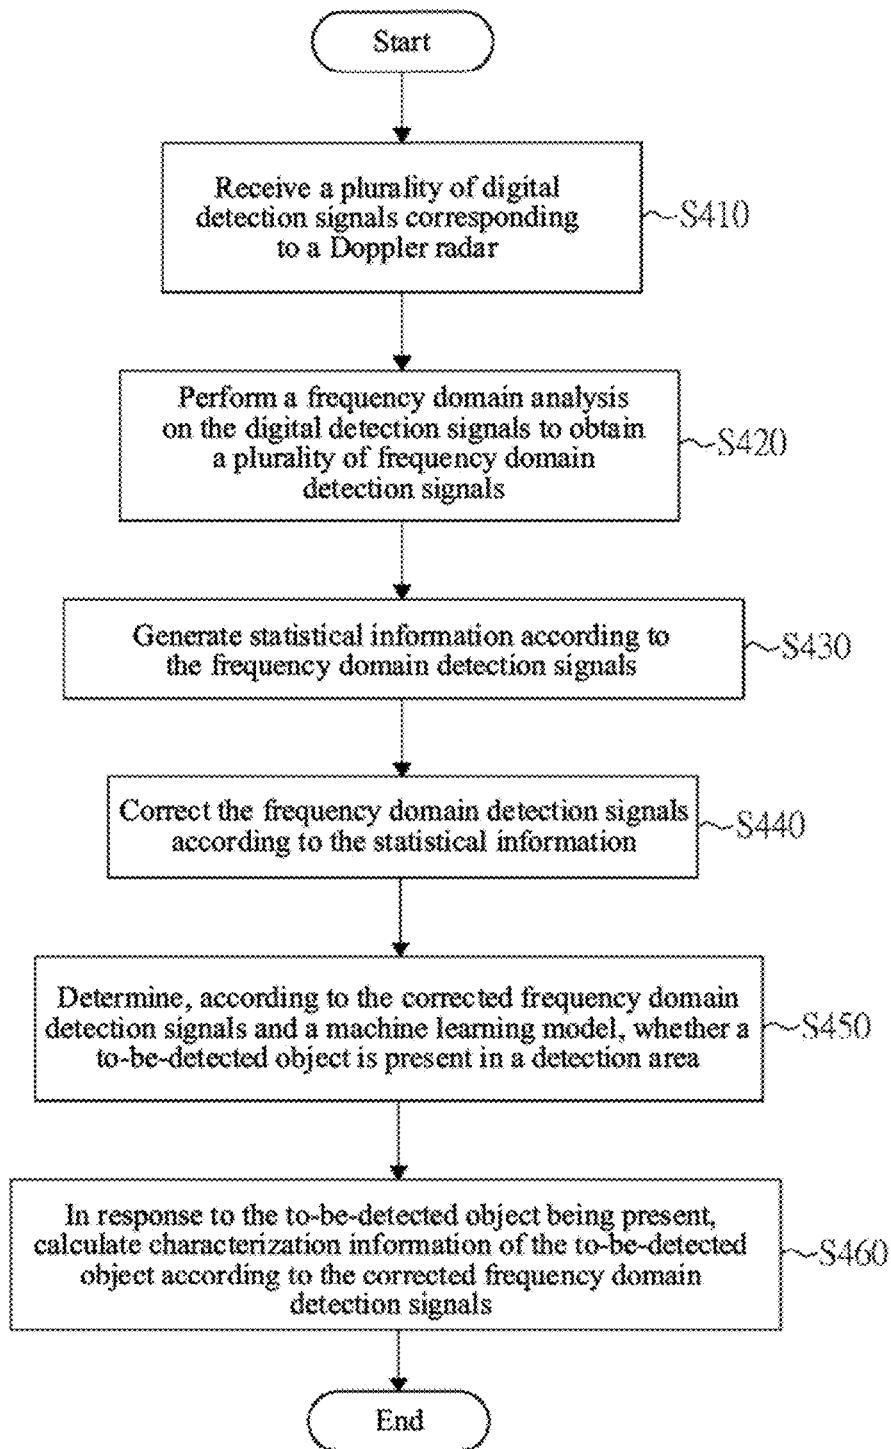 Start
Receive a plurality of digital
detection signals corresponding
to a Doppler radar
S410
Perform a frequency domain analysis
on the digital detection signals to obtain
a plurality of frequency domain
detection signals
S420
Generate statistical information according to
the frequency domain detection signals
S430
Correct the frequency domain detection signals
according to the statistical information
S440
Determine, according to the corrected frequency domain
detection signals and a machine learning model, whether a
to-be-detected object is present in a detection area
S450
In response to the to-be-detected object being present,
calculate characterization information of the to-be-detected
object according to the corrected frequency domain
detection signals
S460
End